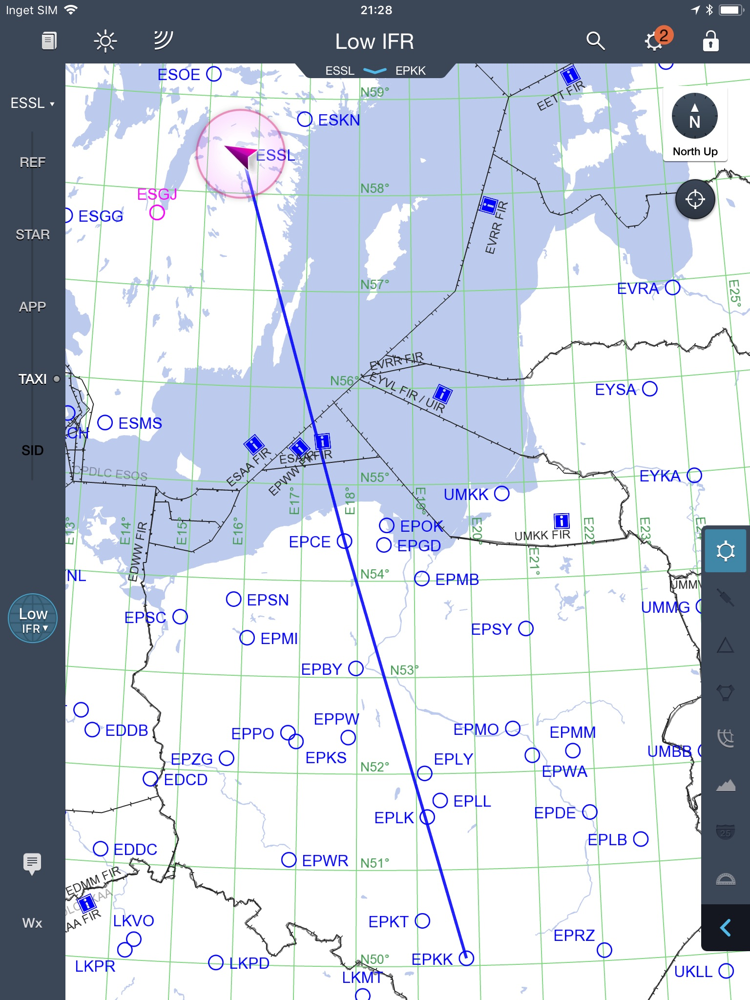 Inget SIM
21:28
Low IFR
2
ESSL
EPKK
ESSL
REF
STAR
APP
TAXI
SID
Low
IFR
Wx
N
North Up
25
ESOE
N59°
EETT FIR
ESKN
ESSL
N58°
ESGJ
ESGG
EVRR FIR
N57°
EVRA
E25°
EVRR FIR
N56°
EYVL FIR / UIR
EYSA
ESMS
ESAA FIR
ESAA FIR
EPWW FIR
CPDLC ESOS
N55°
EYKA
UMKK
E13°
E14°
E15°
E16°
E17°
E18°
E19°
E20°
E21°
E22°
E23°
EDWW FIR
EPOK
UMKK FIR
EPCE
EPGD
NL
N54°
EPMB
EPSN
UMMG
EPSC
EPSY
EPMI
EPBY
N53°
EPPW
EDDB
EPPO
EPMO
EPMM
EPKS
UMBB
EPZG
EPLY
N52°
EPWA
EDCD
EPLL
EPLK
EPDE
EPLB
EDDC
EPWR
N51°
EDMM FIR
LKVO
EPKT
EPRZ
N50°
EPKK
LKPR
LKPD
UKLL
LKMT